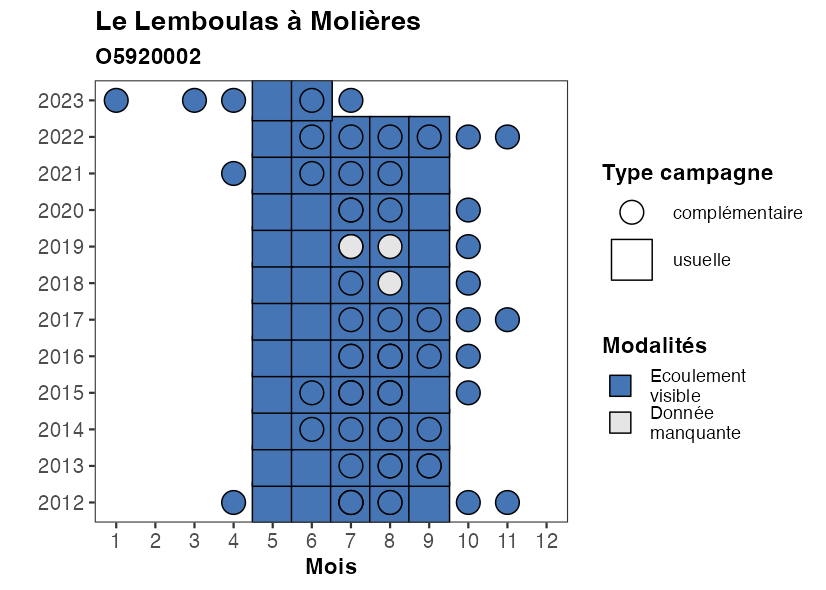 Le Lemboulas à Molières
O5920002
2023
2022
2021
2020
2019
2018
2017
2016
2015
2014
2013
2012
1 2 3 4 5 6 7 8 9 10 11 12
Mois
Type campagne
complémentaire
usuelle
Modalités
Ecoulement
visible
Donnée
manquante